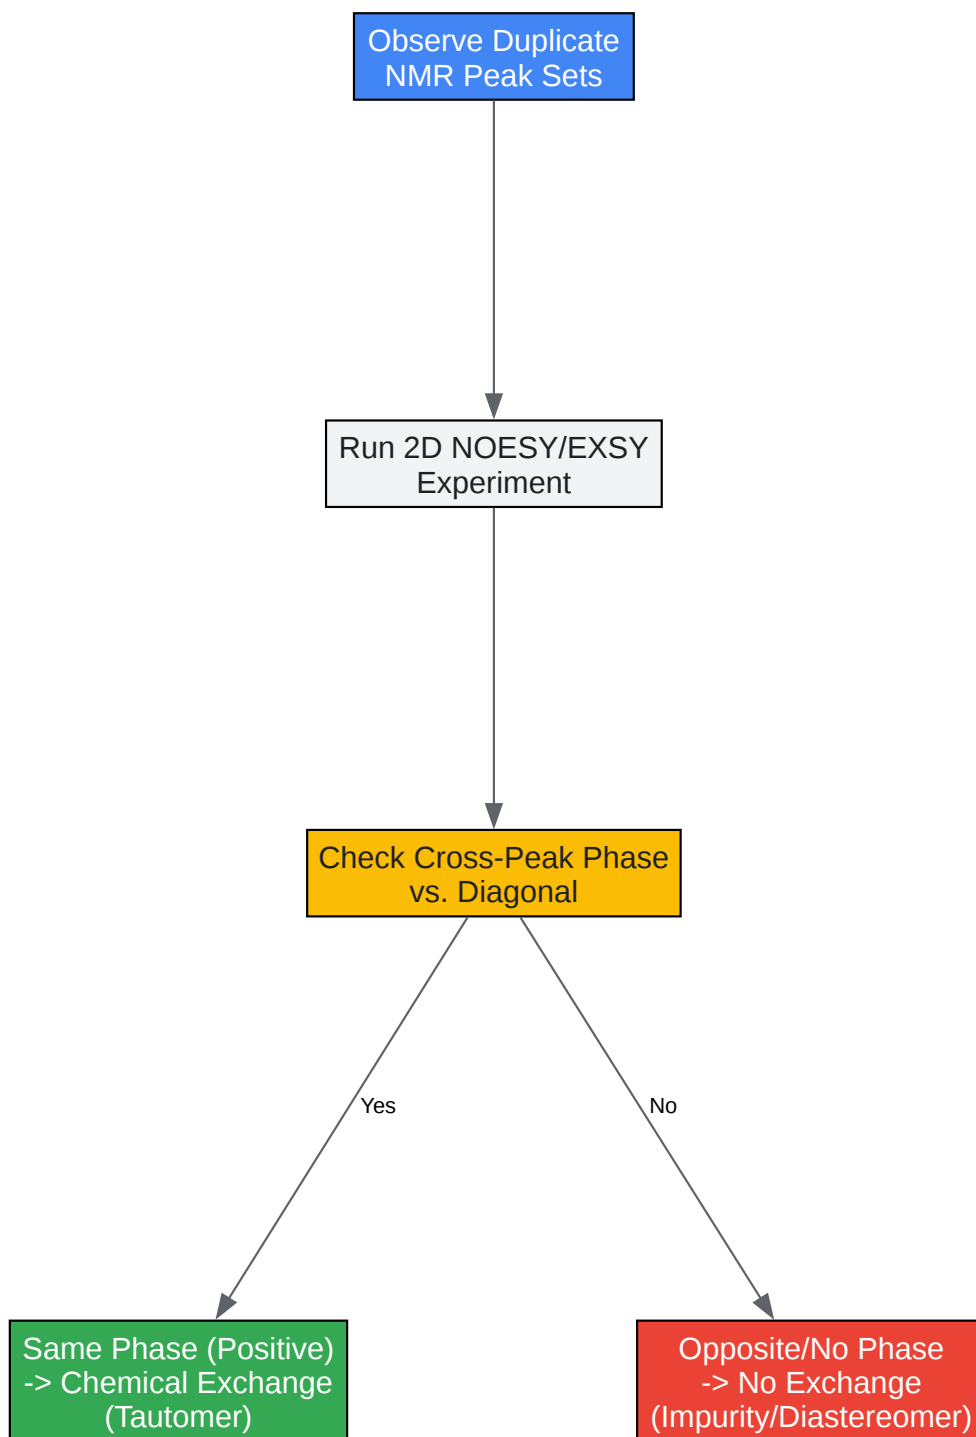 Observe Duplicate
NMR Peak Sets
Run 2D NOESY/EXSY
Experiment
Check Cross-Peak Phase
vs. Diagonal
Yes
No
Same Phase (Positive)
-> Chemical Exchange
(Tautomer)
Opposite/No Phase
-> No Exchange
(Impurity/Diastereomer)